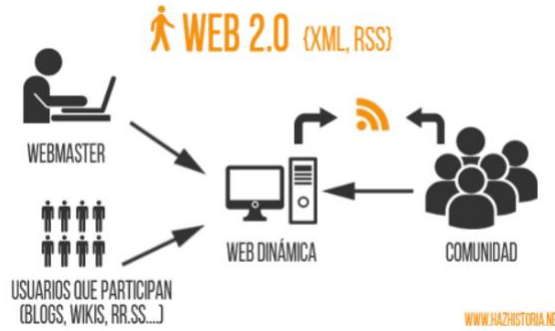 WEB 2.0 {XML, RSS}
WEBMASTER
WEB DINÁMICA
COMUNIDAD
USUARIOS QUE PARTICIPAN
(BLOGS, WIKIS, RR.SS....)
WWW.HAZHISTORIA.NE